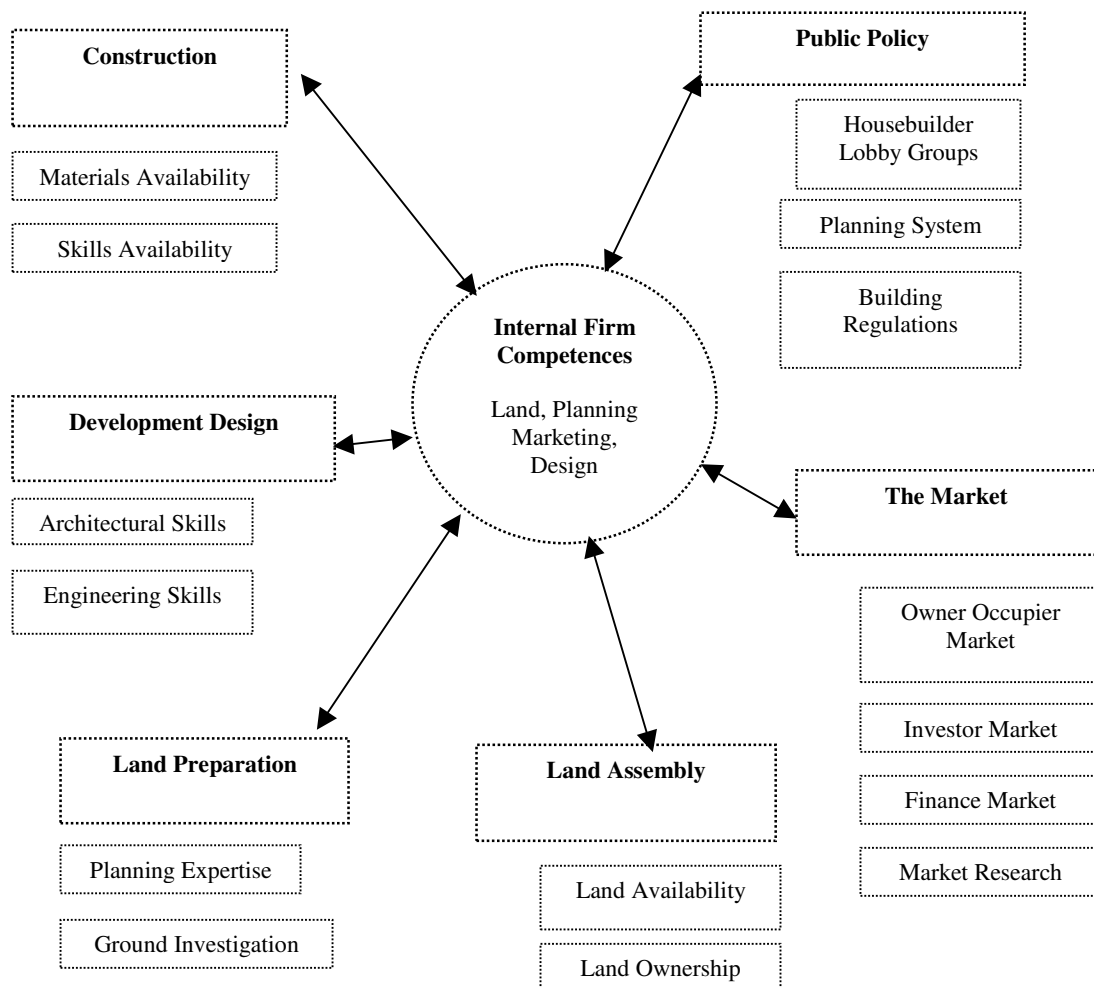 Construction
Materials Availability
Skills Availability
Public Policy
Housebuilder
Lobby Groups
Planning System
Building
Regulations
Internal Firm
Competences
Land, Planning
Marketing,
Design
Development Design
Architectural Skills
Engineering Skills
The Market
Owner Occupier
Market
Investor Market
Finance Market
Market Research
Land Preparation
Planning Expertise
Ground Investigation
Land Assembly
Land Availability
Land Ownership